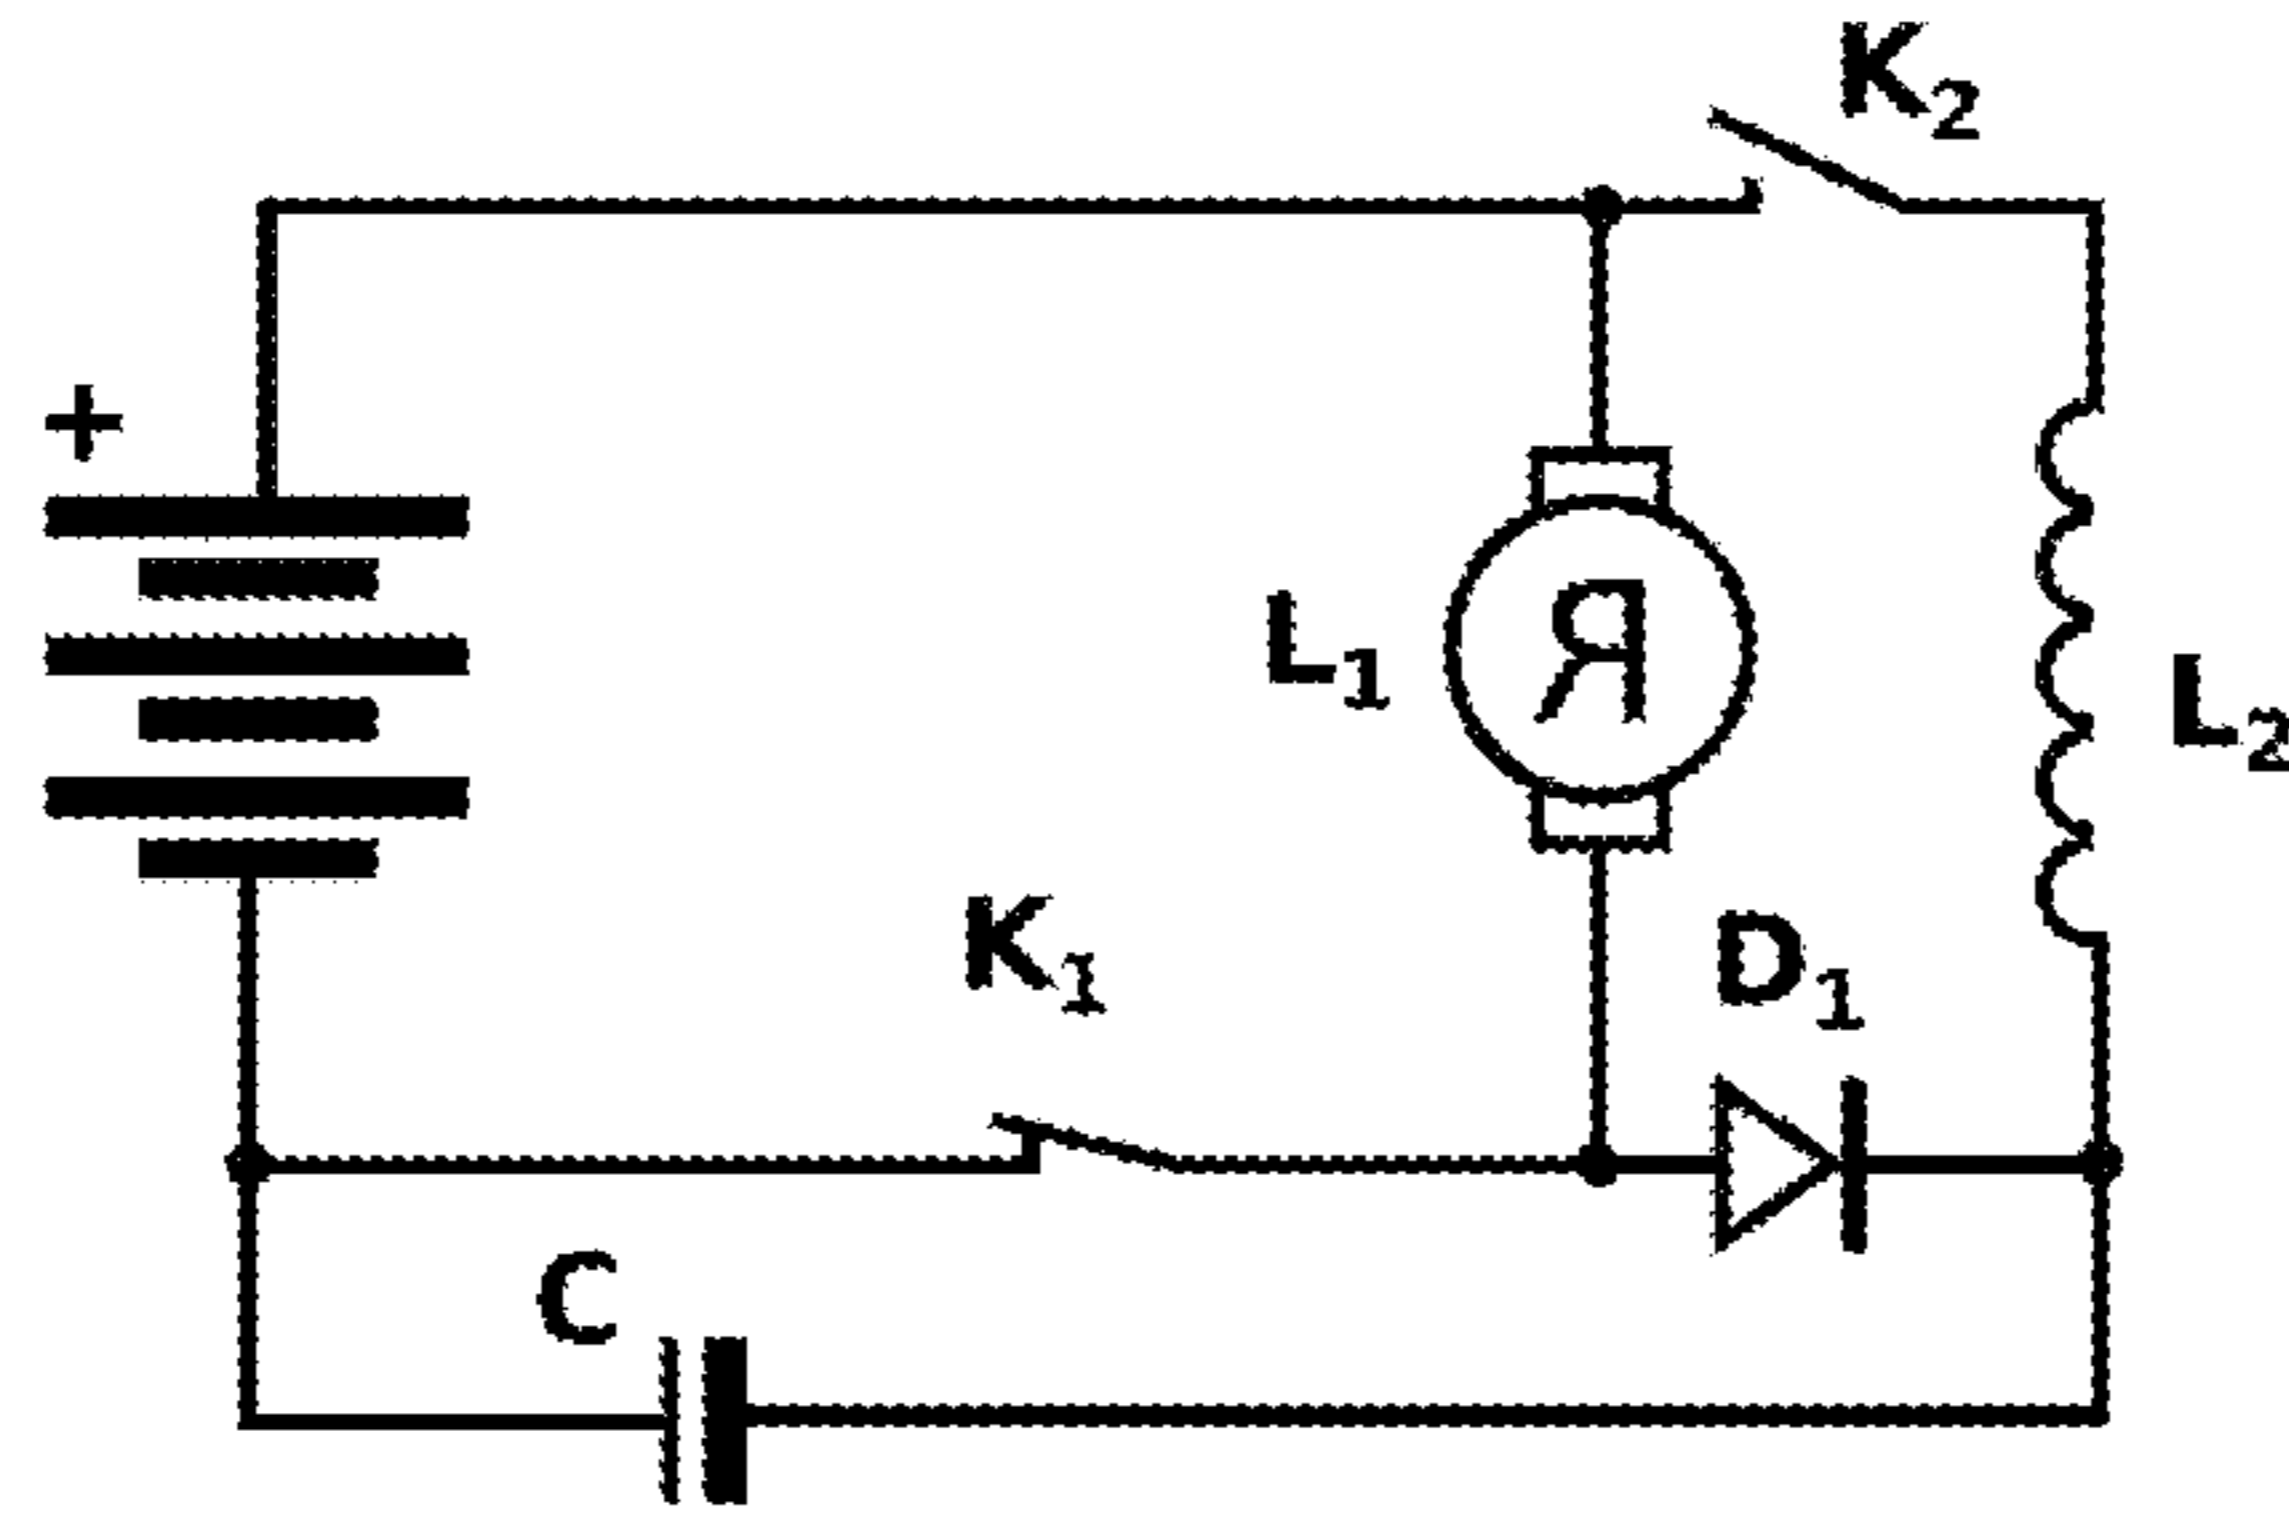 K₂
+
L₁
Я
L₂
K₁
D₁
C